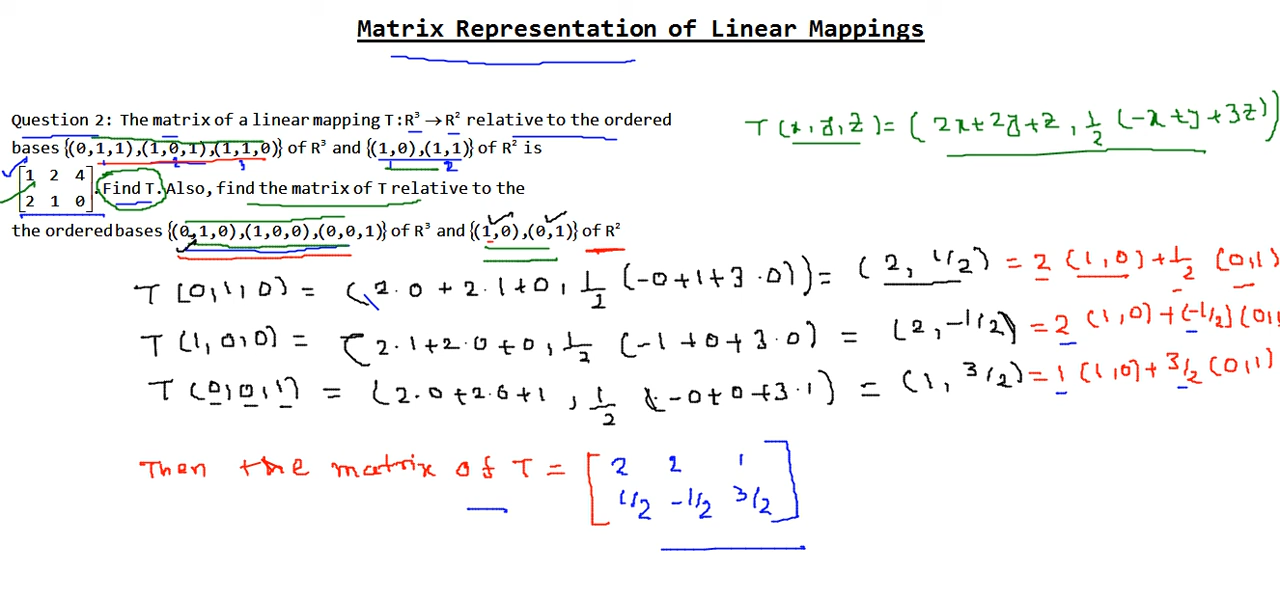 Matrix Representation of Linear Mappings
Question 2: The matrix of a linear mapping T:R³ →R² relative to the ordered
bases {(0,1,1),(1,0,1),(1,1,0)} of R³ and {(1,0),(1,1)} of R² is
1 2 3 1 2
[1 2 4
2 1 0]. Find T. Also, find the matrix of T relative to the
the ordered bases {(0,1,0),(1,0,0),(0,0,1)} of R³ and {(1,0),(0,1)} of R²
T(x,y,z)= (2x+2y+z, 1/2 (-x+y+3z))
T(0,1,0) = (2.0 + 2.1+0, 1/2 (-0+1+3.0)) = (2, 1/2) = 2 (1,0)+ 1/2 (0,1)
T(1,0,0) = (2.1+2.0+0, 1/2 (-1+0+3.0) = (2,-1/2) = 2 (1,0)+(-1/2)(0,1
T(0,0,1) = (2.0+2.0+1, 1/2 (-0+0+3.1) = (1, 3/2) = 1 (1,0)+ 3/2 (0,1)
Then the matrix of T = [2 2 1
1/2 -1/2 3/2]